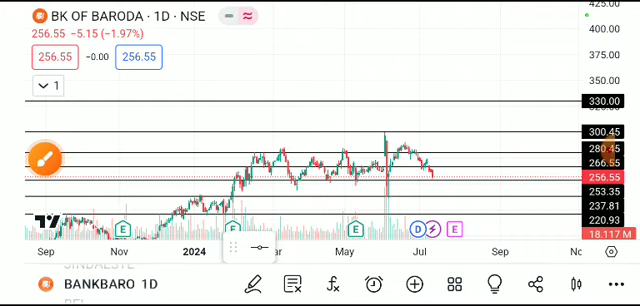 BK OF BARODA · 1D · NSE
256.55 −5.15 (−1.97%)
256.55 −0.00 256.55
1
425.00
400.00
375.00
350.00
330.00
300.45
280.45
266.55
256.55
253.35
237.81
220.93
18.117 M
E E E D E
Sep Nov 2024 Mar May Jul Sep
BANKBARO 1D